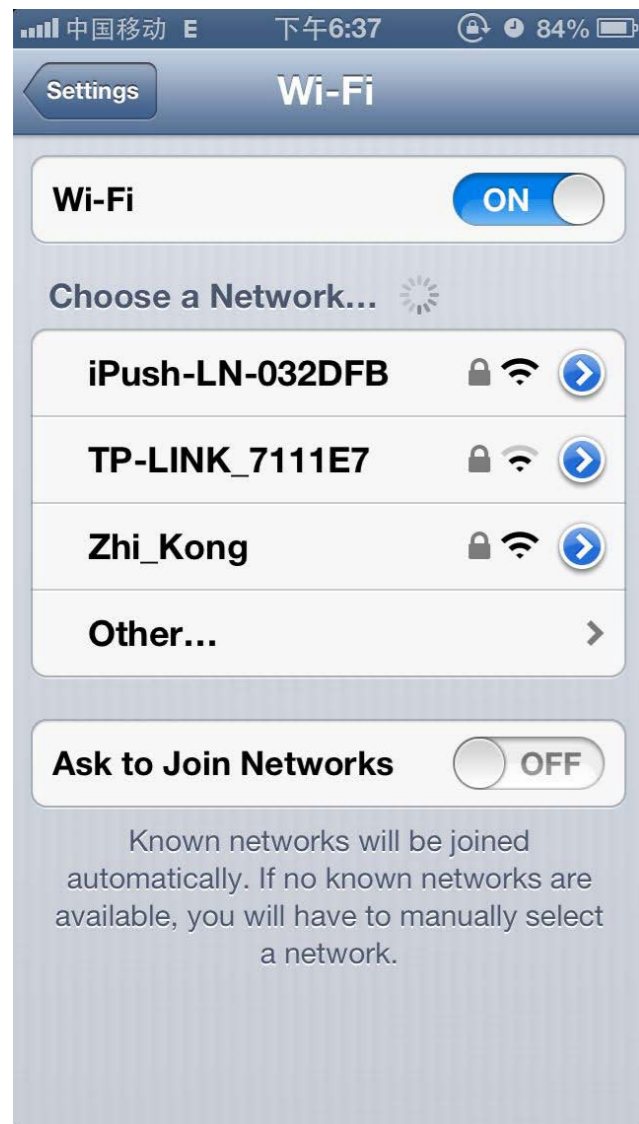 中国移动 E 下午6:37 84%
Settings Wi-Fi
Wi-Fi ON
Choose a Network...
iPush-LN-032DFB
TP-LINK_7111E7
Zhi_Kong
Other...
Ask to Join Networks OFF
Known networks will be joined
automatically. If no known networks are
available, you will have to manually select
a network.